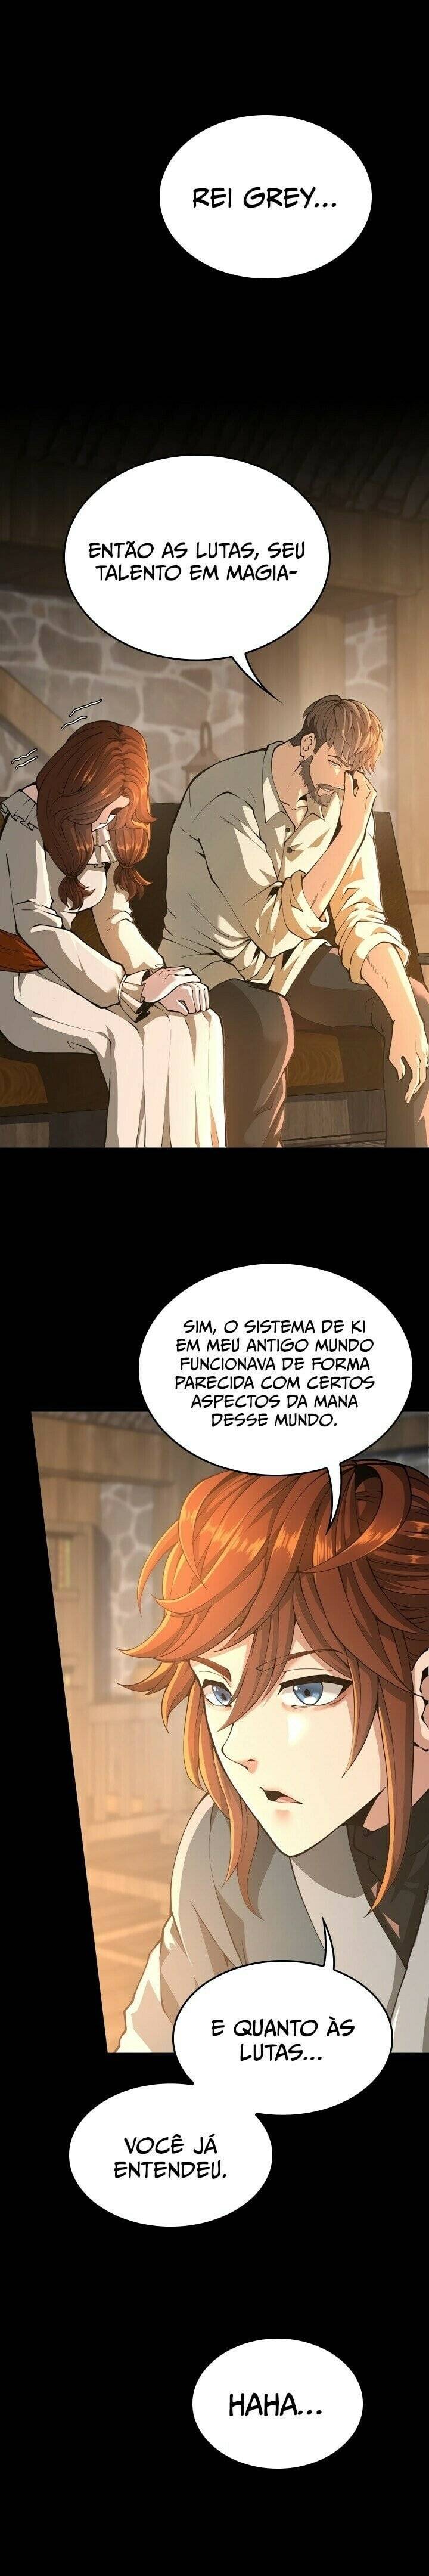 REI GREY...
ENTÃO AS LUTAS, SEU
TALENTO EM MAGIA-
SIM, O SISTEMA DE KI
EM MEU ANTIGO MUNDO
FUNCIONAVA DE FORMA
PARECIDA COM CERTOS
ASPECTOS DA MANA
DESSE MUNDO.
E QUANTO ÀS
LUTAS...
VOCÊ JÁ
ENTENDEU.
HAHA...